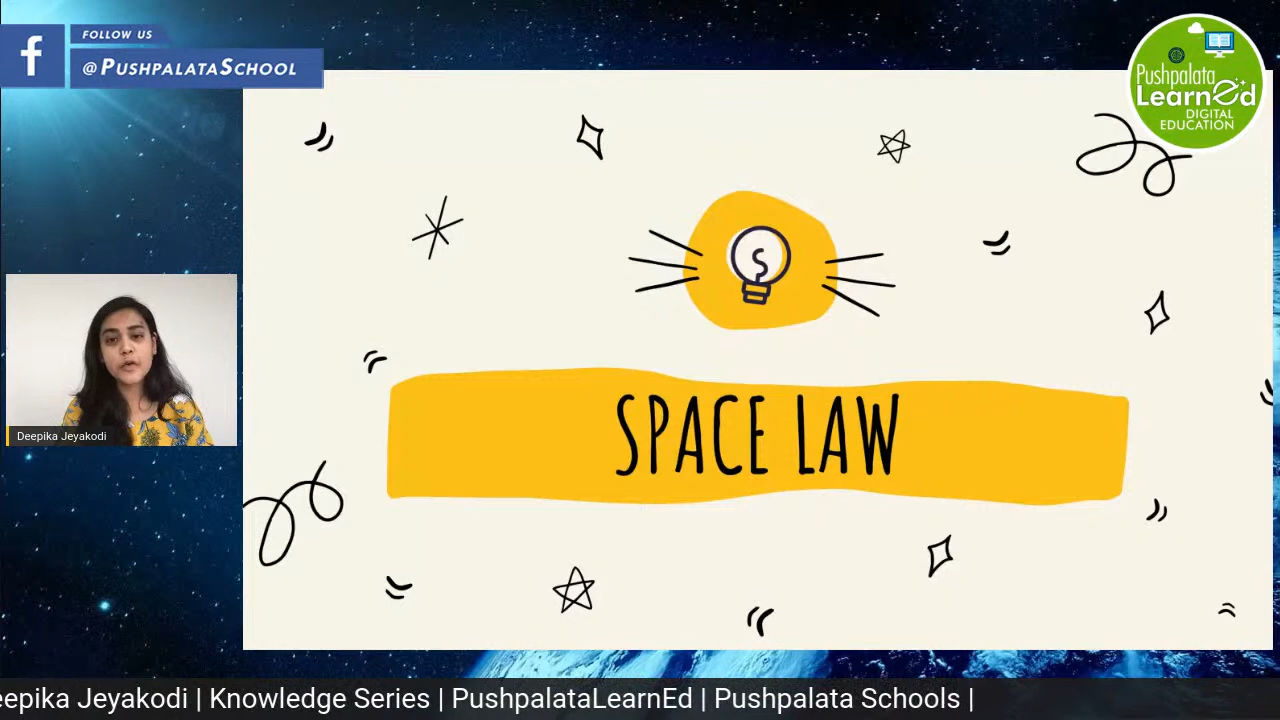 FOLLOW US
@PUSHPALATASCHOOL
Pushpalata
LearnEd
DIGITAL
EDUCATION
SPACE LAW
Deepika Jeyakodi
eepika Jeyakodi | Knowledge Series | PushpalataLearnEd | Pushpalata Schools |